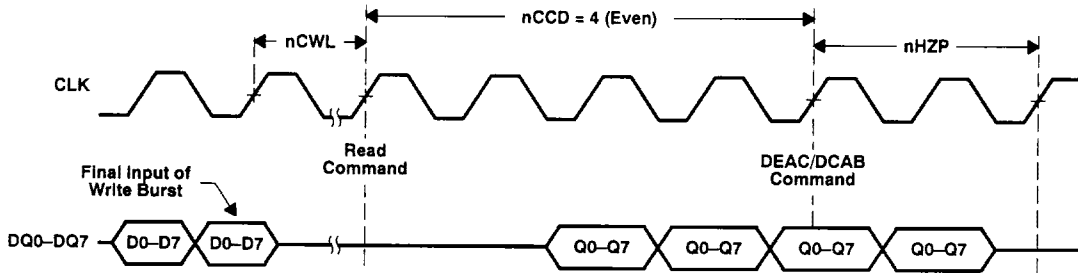 nCCD = 4 (Even)
nCWL
nHZP
CLK
Read
Command
DEAC/DCAB
Command
Final Input of
Write Burst
DQ0–DQ7
D0–D7
D0–D7
Q0–Q7
Q0–Q7
Q0–Q7
Q0–Q7